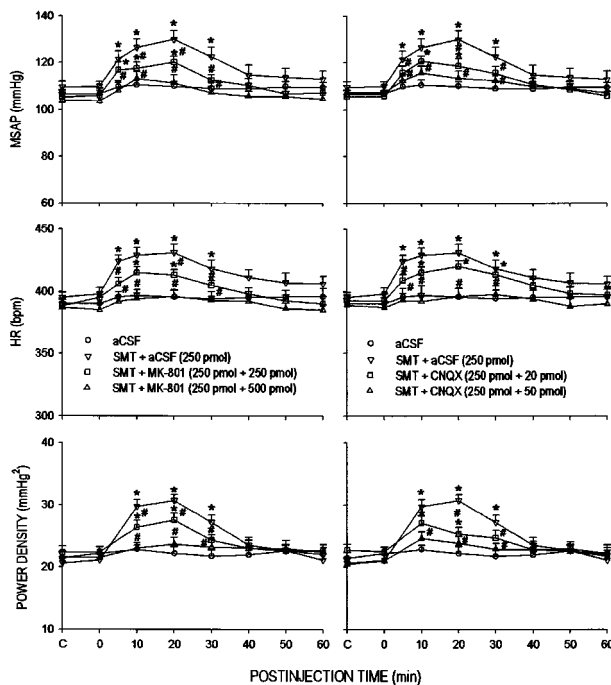 140
120
100
80
60
MSAP (mmHg)
450
400
350
300
HR (bpm)
aCSF
SMT + aCSF (250 pmol)
SMT + MK-801 (250 pmol + 250 pmol)
SMT + MK-801 (250 pmol + 500 pmol)
aCSF
SMT + aCSF (250 pmol)
SMT + CNQX (250 pmol + 20 pmol)
SMT + CNQX (250 pmol + 50 pmol)
40
30
20
10
POWER DENSITY (mmHg²)
C 0 10 20 30 40 50 60
C 0 10 20 30 40 50 60
POSTINJECTION TIME (min)